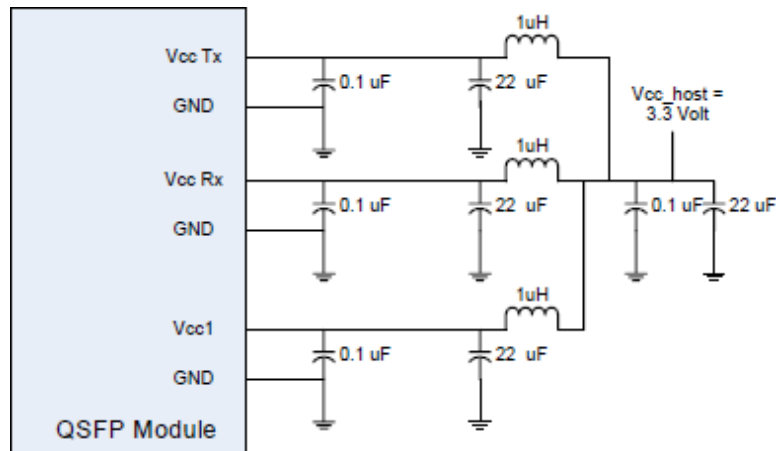 1uH
Vcc Tx
0.1 uF
22 uF
GND
Vcc_host =
3.3 Volt
1uH
Vcc Rx
0.1 uF
22 uF
0.1 uF
22 uF
GND
1uH
Vcc1
0.1 uF
22 uF
GND
QSFP Module